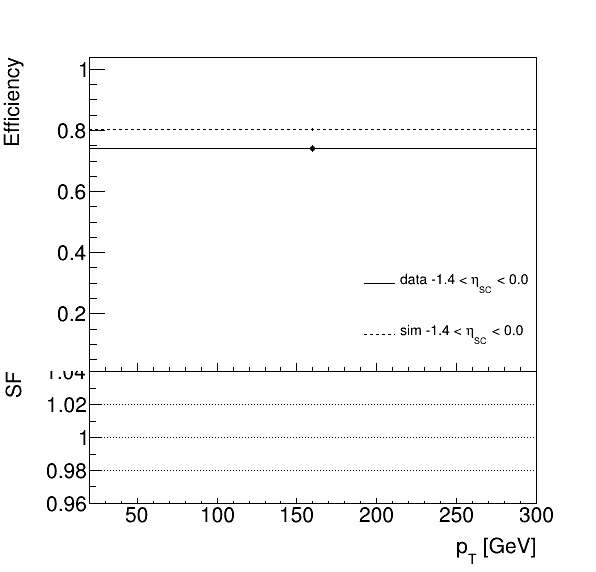 Efficiency
1
0.8
0.6
0.4
0.2
data -1.4 < η_SC < 0.0
sim -1.4 < η_SC < 0.0
SF
1.04
1.02
1
0.98
0.96
50 100 150 200 250 300
p_T [GeV]